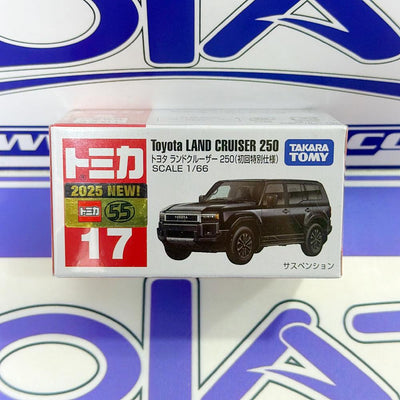 トミカ
2025 NEW!
トミカ 55
17
Toyota LAND CRUISER 250
トヨタ ランドクルーザー 250(初回特別仕様)
SCALE 1/66
TAKARA
TOMY
サスペンション